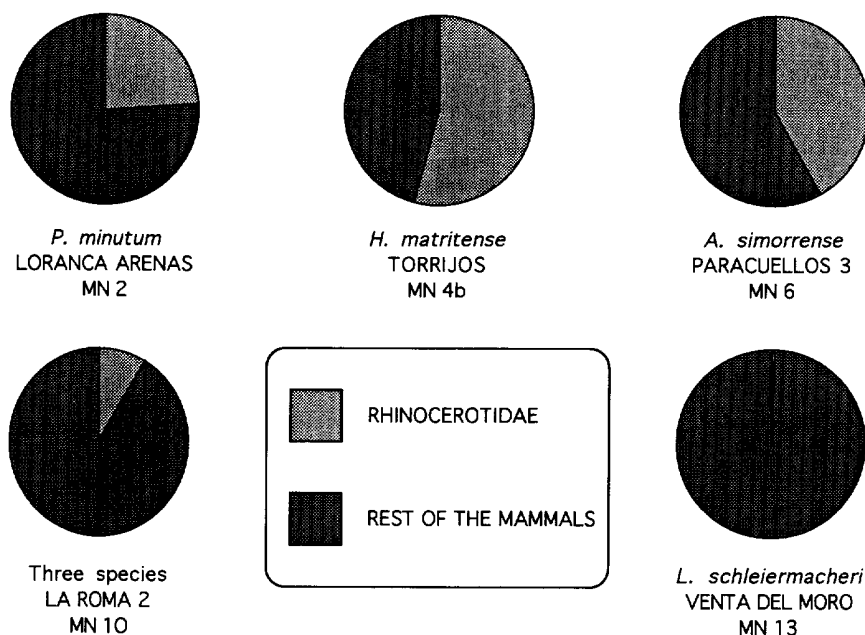 P. minutum
LORANCA ARENAS
MN 2
H. matritense
TORRIJOS
MN 4b
A. simorrense
PARACUELLOS 3
MN 6
Three species
LA ROMA 2
MN 10
RHINOCEROTIDAE
REST OF THE MAMMALS
L. schleiermacheri
VENTA DEL MORO
MN 13